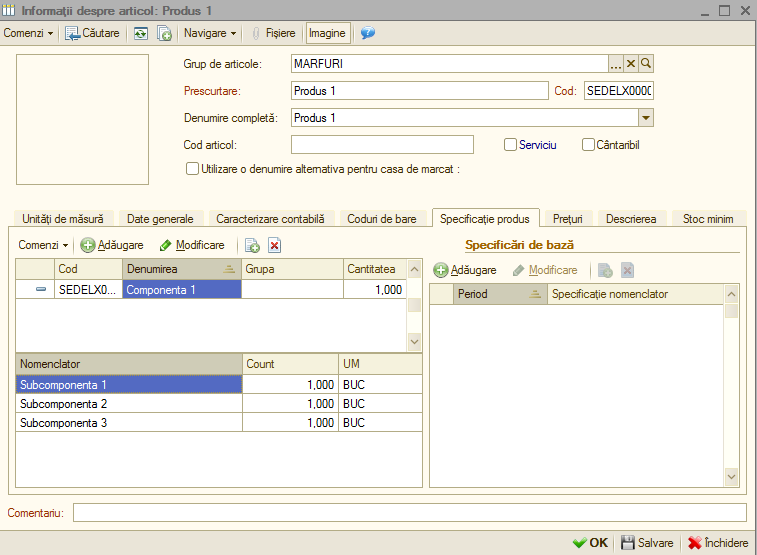 Informații despre articol: Produs 1
Comenzi Căutare Navigare Fișiere Imagine
Grup de articole: MARFURI
Prescurtare: Produs 1 Cod: SEDELX0000
Denumire completă: Produs 1
Cod articol: Serviciu Cântaribil
Utilizare o denumire alternativa pentru casa de marcat :
Unități de măsură Date generale Caracterizare contabilă Coduri de bare Specificație produs Prețuri Descrierea Stoc minim
Comenzi Adăugare Modificare Specificări de bază
Adăugare Modificare
Cod Denumirea Grupa Cantitatea
SEDELX0... Componenta 1 1,000
Period Specificație nomenclator
Nomenclator Count UM
Subcomponenta 1 1,000 BUC
Subcomponenta 2 1,000 BUC
Subcomponenta 3 1,000 BUC
Comentariu:
OK Salvare Închidere